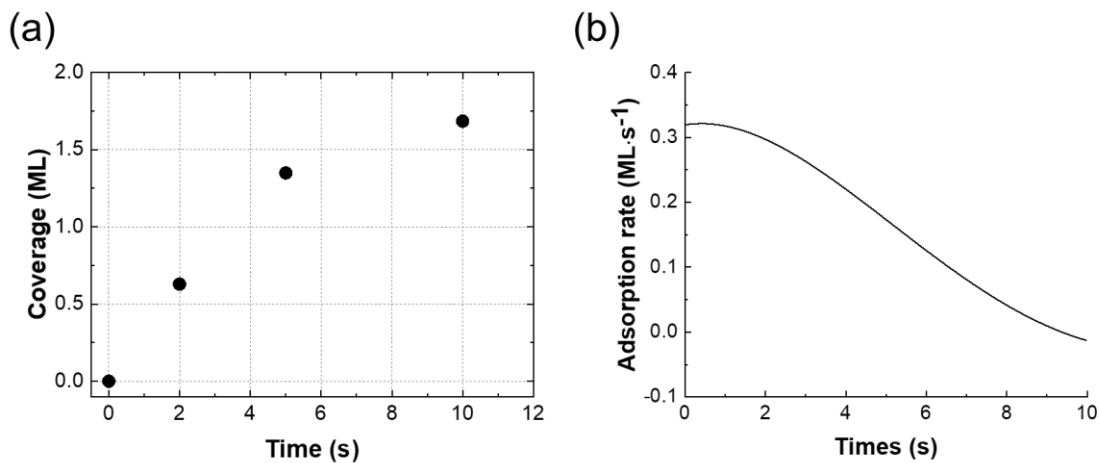 (a)
2.0
1.5
1.0
0.5
0.0
Coverage (ML)
0 2 4 6 8 10 12
Time (s)
(b)
0.4
0.3
0.2
0.1
0.0
-0.1
Adsorption rate (ML·s⁻¹)
0 2 4 6 8 10
Times (s)